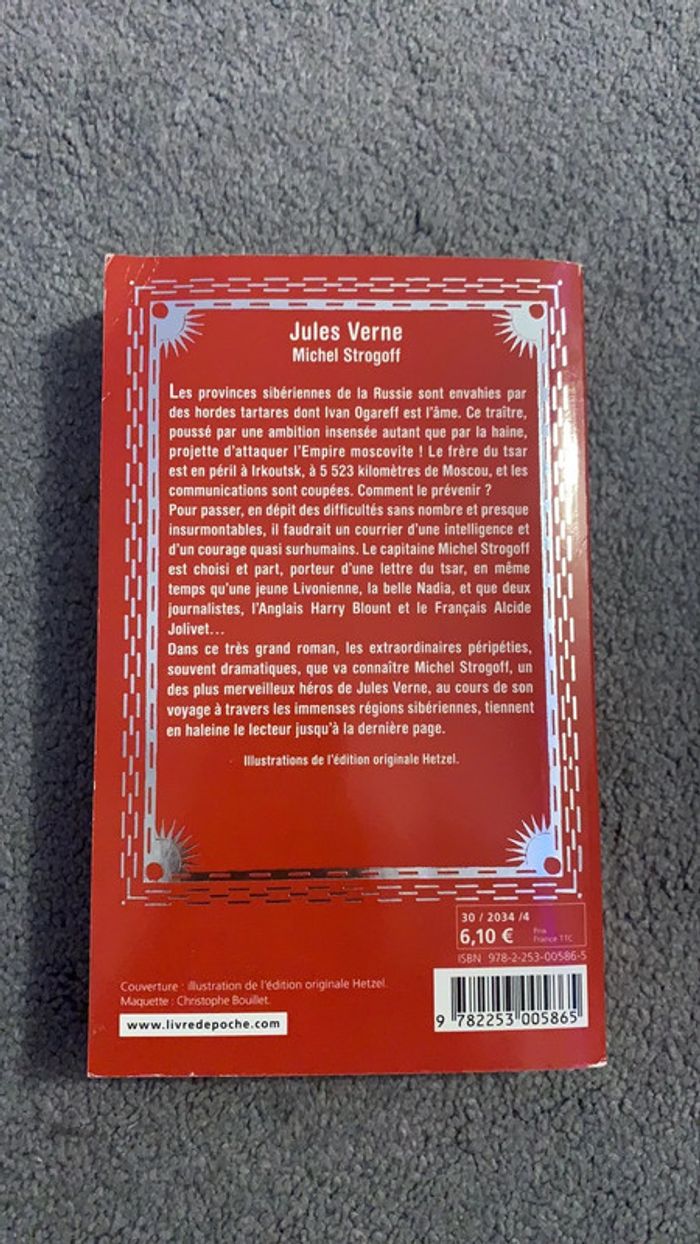 Jules Verne
Michel Strogoff
Les provinces sibériennes de la Russie sont envahies par
des hordes tartares dont Ivan Ogareff est l'âme. Ce traître,
poussé par une ambition insensée autant que par la haine,
projette d'attaquer l'Empire moscovite ! Le frère du tsar
est en péril à Irkoutsk, à 5 523 kilomètres de Moscou, et les
communications sont coupées. Comment le prévenir ?
Pour passer, en dépit des difficultés sans nombre et presque
insurmontables, il faudrait un courrier d'une intelligence et
d'un courage quasi surhumains. Le capitaine Michel Strogoff
est choisi et part, porteur d'une lettre du tsar, en même
temps qu'une jeune Livonienne, la belle Nadia, et que deux
journalistes, l'Anglais Harry Blount et le Français Alcide
Jolivet...
Dans ce très grand roman, les extraordinaires péripéties,
souvent dramatiques, que va connaître Michel Strogoff, un
des plus merveilleux héros de Jules Verne, au cours de son
voyage à travers les immenses régions sibériennes, tiennent
en haleine le lecteur jusqu'à la dernière page.
Illustrations de l'édition originale Hetzel.
30 / 2034 /4
6,10 € Prix France TTC
ISBN 978-2-253-00586-5
Couverture : illustration de l'édition originale Hetzel.
Maquette : Christophe Bouillet.
www.livredepoche.com
9 782253 005865